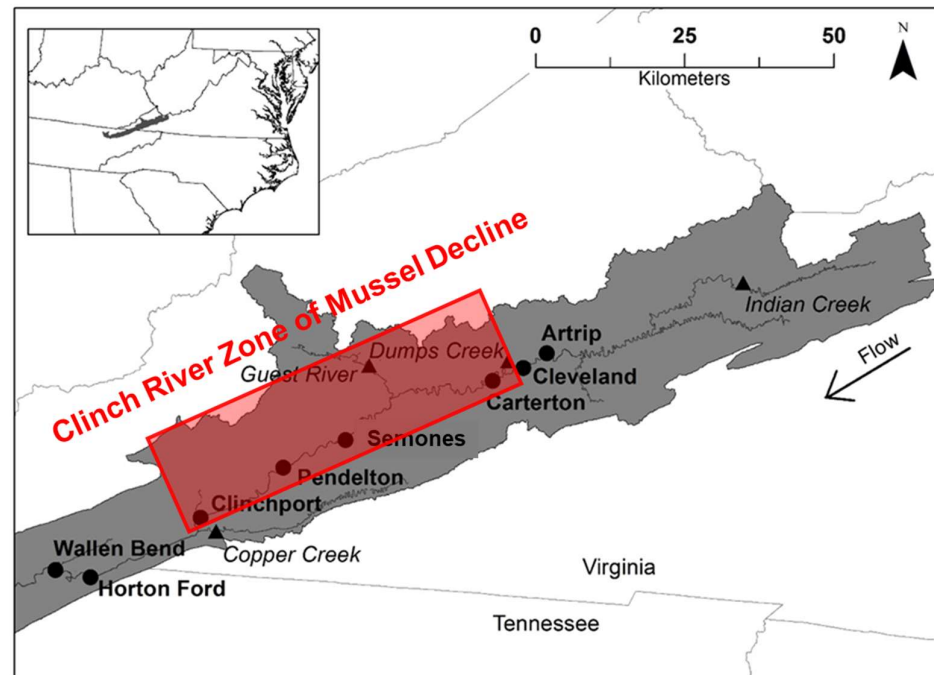 0 25 50
Kilometers
N
Clinch River Zone of Mussel Decline
Indian Creek
Artrip
Dumps Creek
Guest River
Cleveland
Flow
Carterton
Semones
Pendelton
Clinchport
Wallen Bend
Copper Creek
Horton Ford
Virginia
Tennessee